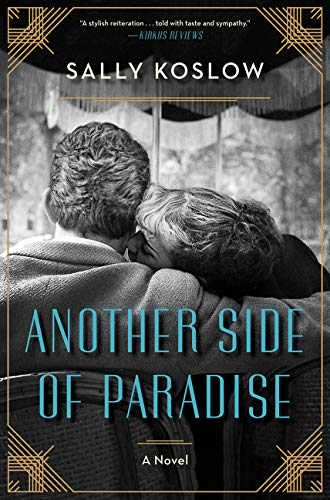 "A stylish reiteration . . . told with taste and sympathy."
—KIRKUS REVIEWS
SALLY KOSLOW
ANOTHER SIDE
OF PARADISE
A Novel